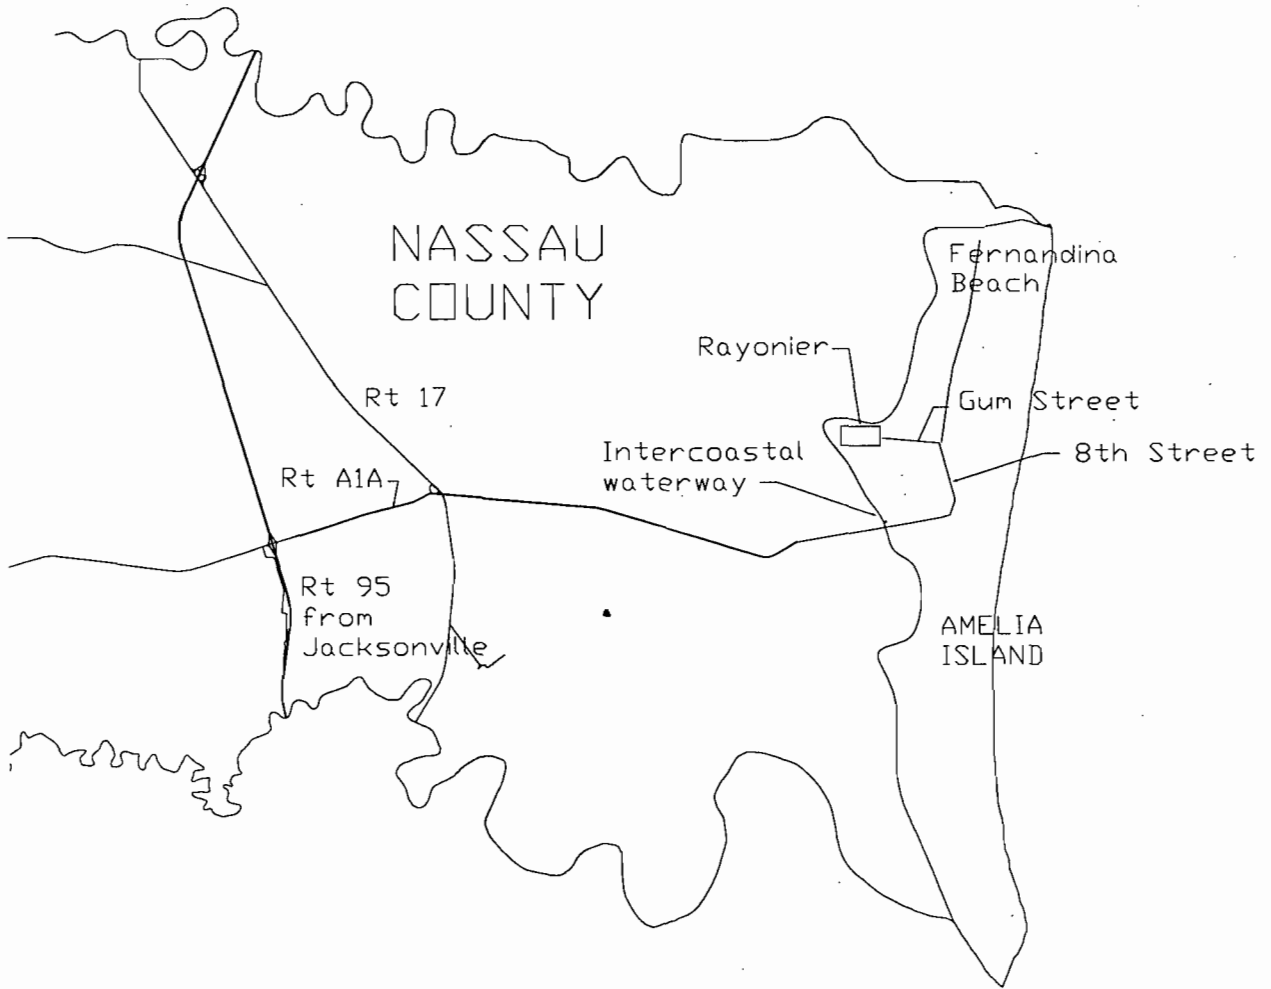 NASSAU
COUNTY
Fernandina
Beach
Rayonier
Rt 17
Gum Street
Intercoastal
waterway
8th Street
Rt A1A
Rt 95
from
Jacksonville
AMELIA
ISLAND